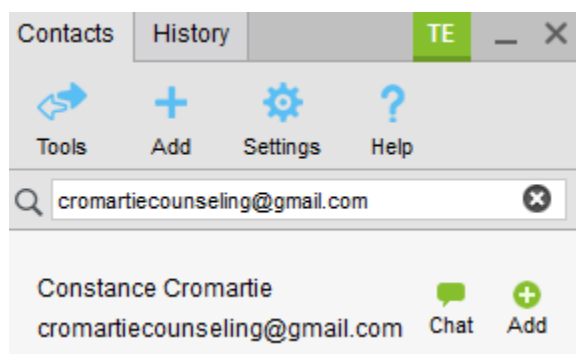 Contacts History TE
Tools Add Settings Help
cromartiecounseling@gmail.com
Constance Cromartie
cromartiecounseling@gmail.com Chat Add